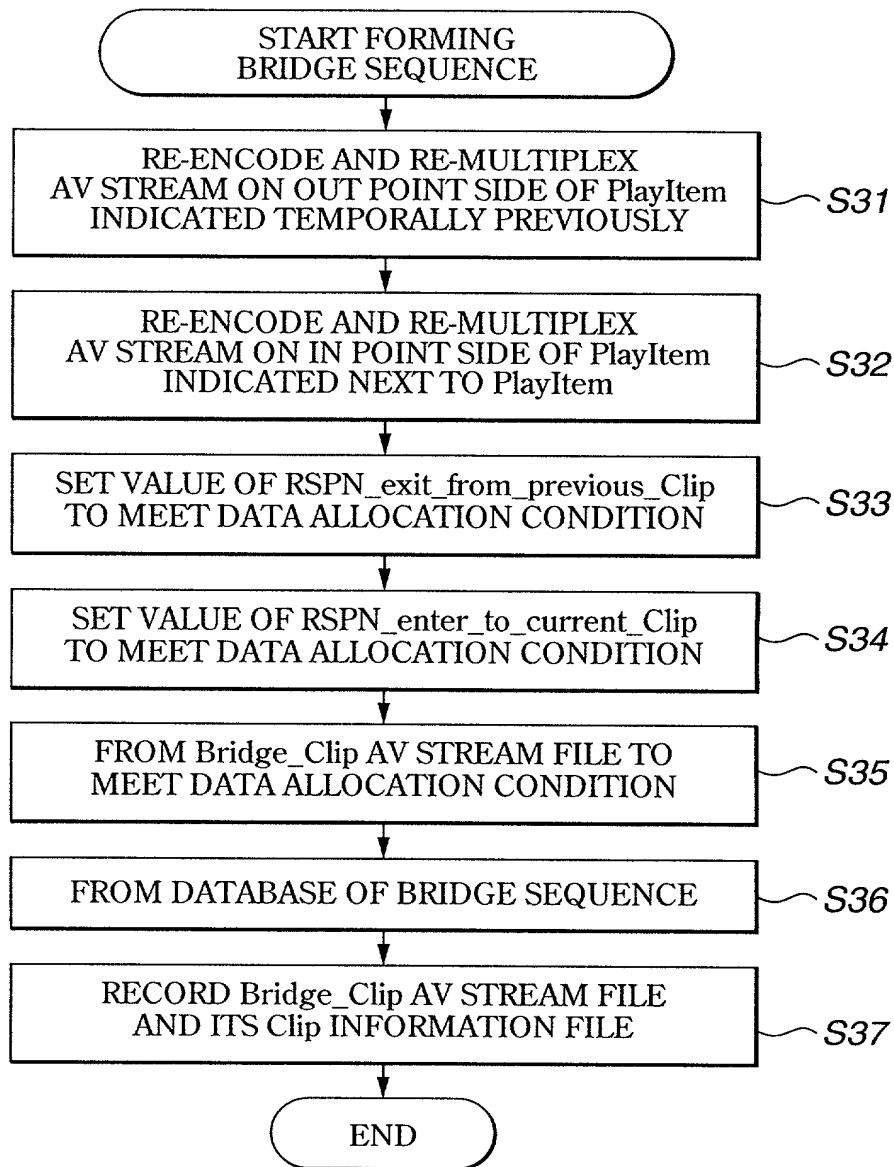 START FORMING
BRIDGE SEQUENCE
RE-ENCODE AND RE-MULTIPLEX
AV STREAM ON OUT POINT SIDE OF PlayItem
INDICATED TEMPORALLY PREVIOUSLY
S31
RE-ENCODE AND RE-MULTIPLEX
AV STREAM ON IN POINT SIDE OF PlayItem
INDICATED NEXT TO PlayItem
S32
SET VALUE OF RSPN_exit_from_previous_Clip
TO MEET DATA ALLOCATION CONDITION
S33
SET VALUE OF RSPN_enter_to_current_Clip
TO MEET DATA ALLOCATION CONDITION
S34
FROM Bridge_Clip AV STREAM FILE TO
MEET DATA ALLOCATION CONDITION
S35
FROM DATABASE OF BRIDGE SEQUENCE
S36
RECORD Bridge_Clip AV STREAM FILE
AND ITS Clip INFORMATION FILE
S37
END